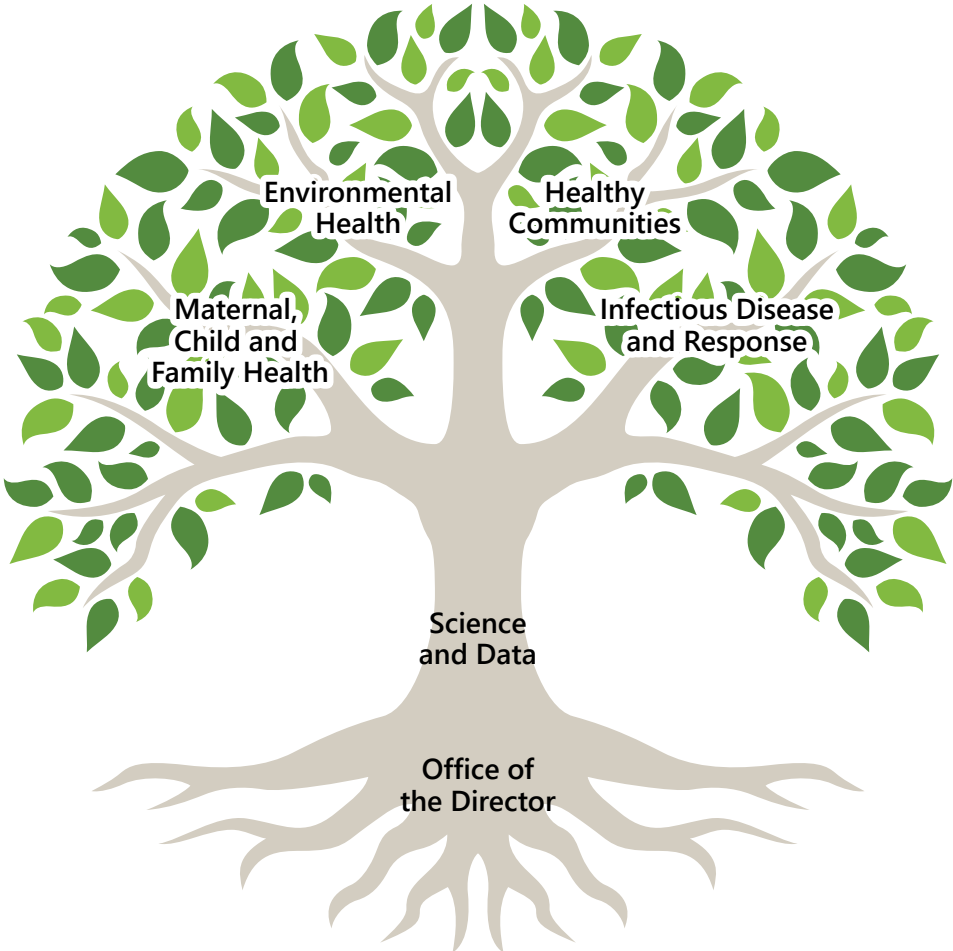 Environmental
Health
Healthy
Communities
Maternal,
Child and
Family Health
Infectious Disease
and Response
Science
and Data
Office of
the Director